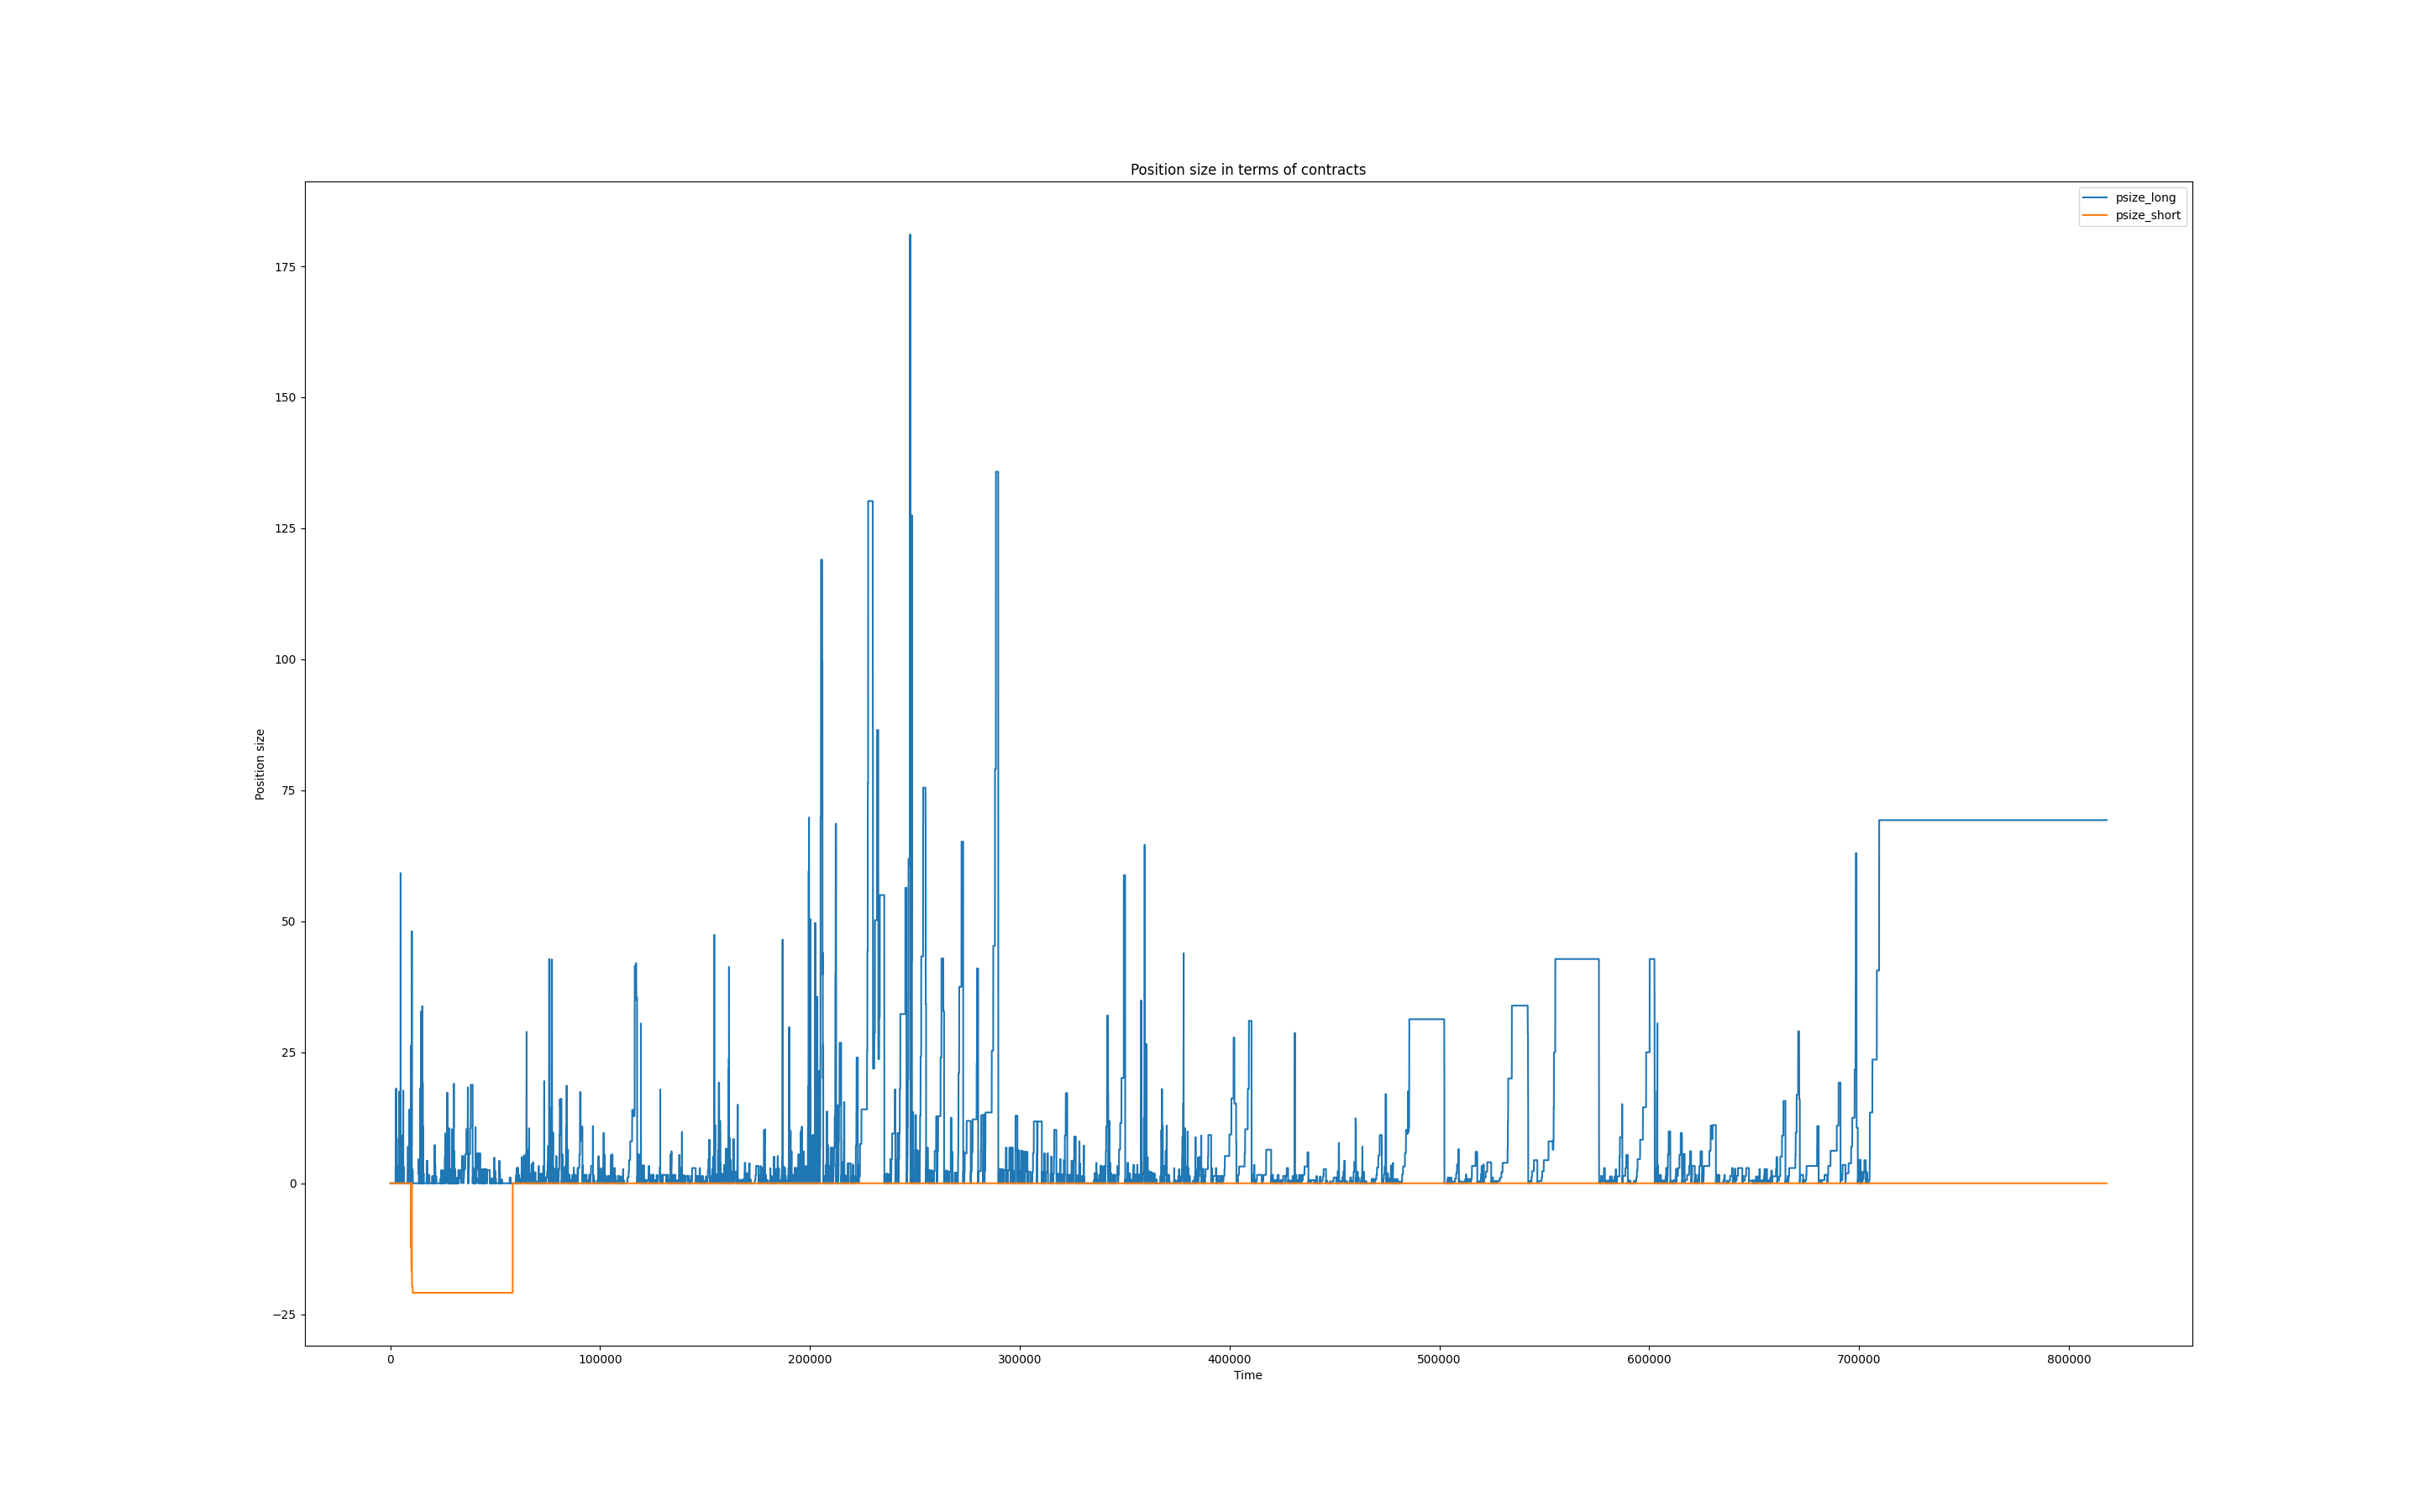 Position size in terms of contracts
psize_long
psize_short
175
150
125
100
75
50
25
0
−25
Position size
0 100000 200000 300000 400000 500000 600000 700000 800000
Time